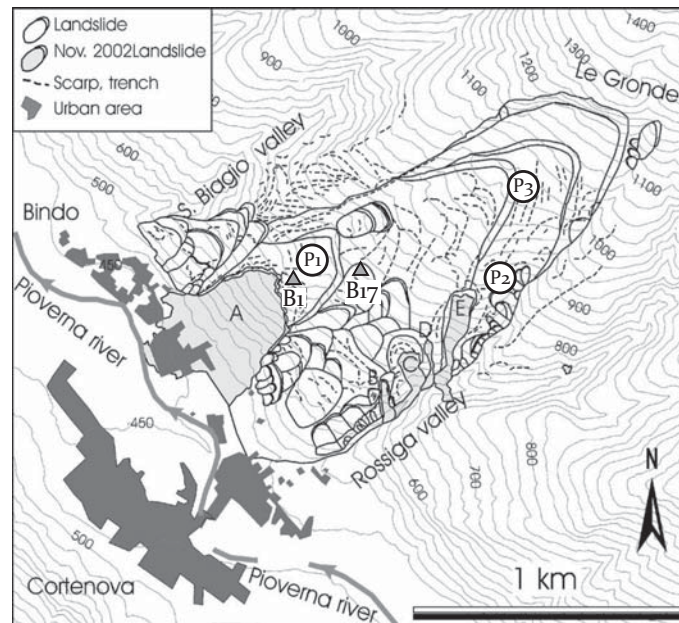 Landslide
Nov. 2002Landslide
Scarp, trench
Urban area
1000
900
1400
1300
1200
1100
1100
Le Gronde
700
600
500
S. Biagio valley
P3
Bindo
450
P1
P2
1000
900
800
B1
B17
A
E
D
C
B
Pioverna river
450
Rossiga valley
800
700
600
500
N
1 km
Cortenova
Pioverna river